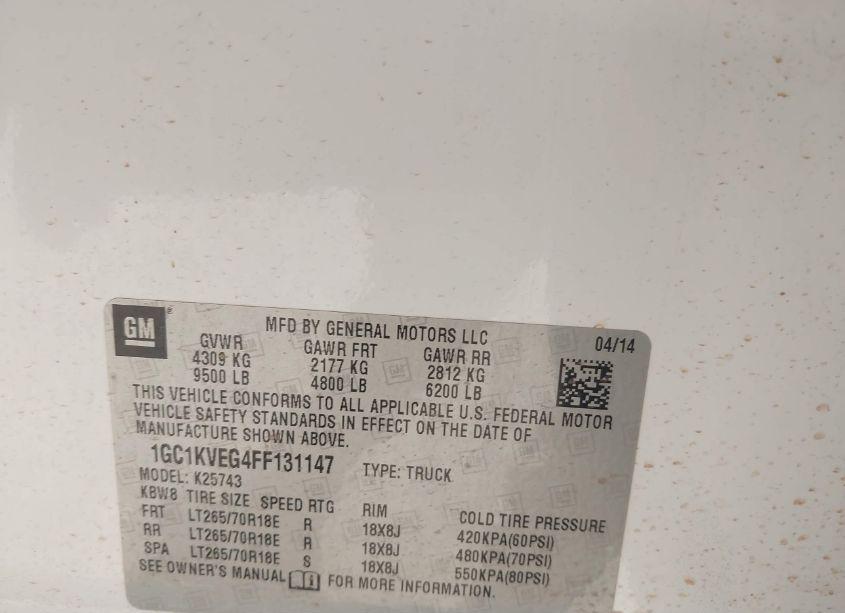 GM
MFD BY GENERAL MOTORS LLC 04/14
GVWR GAWR FRT GAWR RR
4309 KG 2177 KG 2812 KG
9500 LB 4800 LB 6200 LB
THIS VEHICLE CONFORMS TO ALL APPLICABLE U.S. FEDERAL MOTOR
VEHICLE SAFETY STANDARDS IN EFFECT ON THE DATE OF
MANUFACTURE SHOWN ABOVE.
1GC1KVEG4FF131147 TYPE: TRUCK
MODEL: K25743
KBW8 TIRE SIZE SPEED RTG RIM COLD TIRE PRESSURE
FRT LT265/70R18E R 18X8J 420KPA(60PSI)
RR LT265/70R18E R 18X8J 480KPA(70PSI)
SPA LT265/70R18E S 18X8J 550KPA(80PSI)
SEE OWNER'S MANUAL FOR MORE INFORMATION.